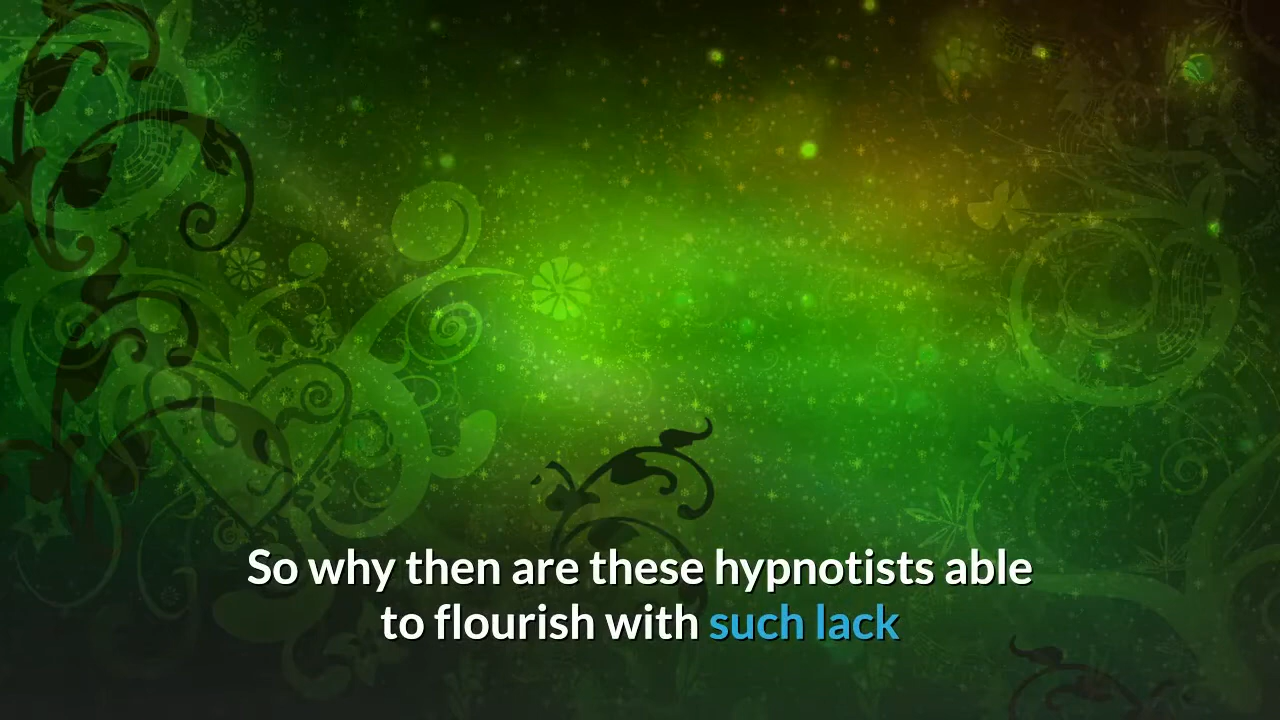 So why then are these hypnotists able
to flourish with such lack